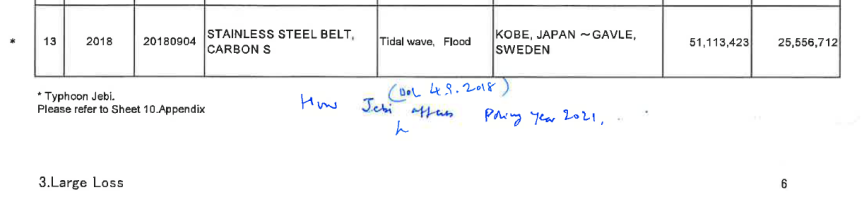 * 13 2018 20180904 STAINLESS STEEL BELT, CARBON S Tidal wave, Flood KOBE, JAPAN ~GAVLE, SWEDEN 51,113,423 25,556,712
* Typhoon Jebi.
Please refer to Sheet 10.Appendix
(DOL 4.9.2018)
How Jebi affects Policy Year 2021,
3.Large Loss
6